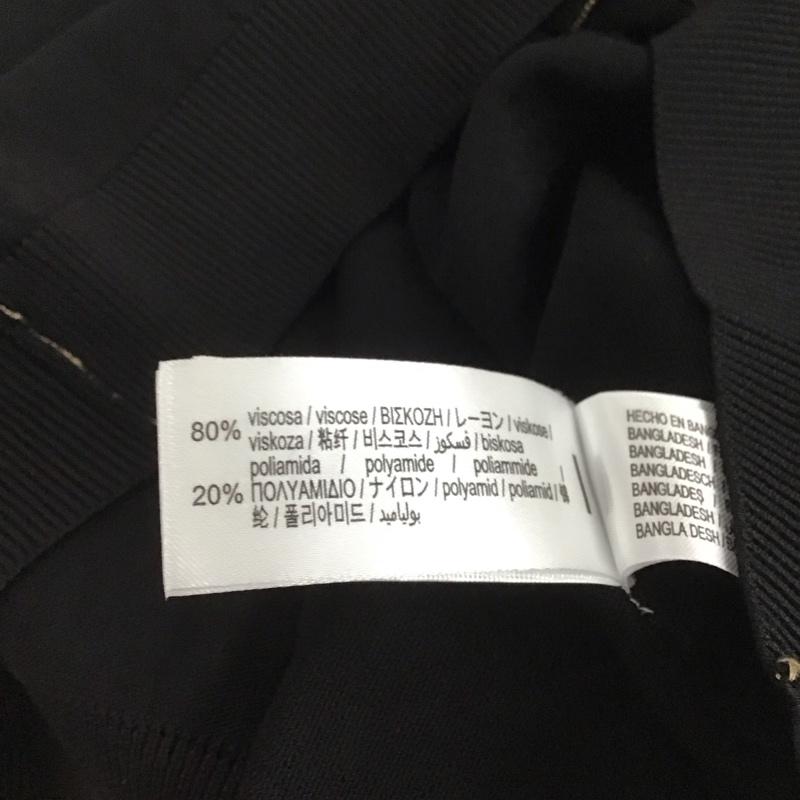 80% viscosa / viscose / ΒΙΣΚΟΖΗ / レーヨン / viskose /
viskoza / 粘纤 / 비스코스 / فسكوز / biskosa
poliamida / polyamide / poliammide /
20% ΠΟΛΥΑΜΙΔΙΟ / ナイロン / polyamid / poliamid / 锦
纶 / 폴리아미드 / بوليامید
HECHO EN
BANGLADESH /
BANGLADESH
BANGLADESCH
BANGLADEŞ
BANGLADESH /
BANGLA DESH /